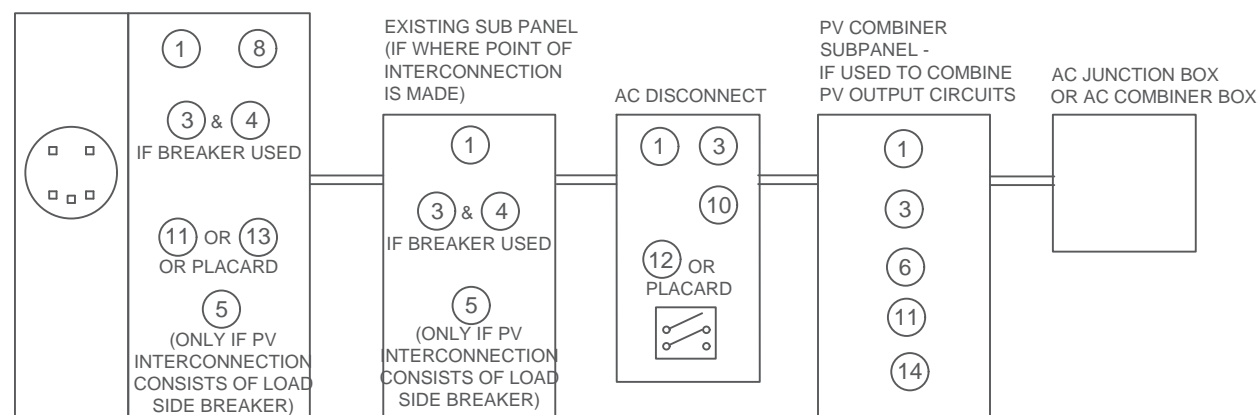 1 8
3 & 4
IF BREAKER USED
11 OR 13
OR PLACARD
5
(ONLY IF PV
INTERCONNECTION
CONSISTS OF LOAD
SIDE BREAKER)
EXISTING SUB PANEL
(IF WHERE POINT OF
INTERCONNECTION
IS MADE)
1
3 & 4
IF BREAKER USED
5
(ONLY IF PV
INTERCONNECTION
CONSISTS OF LOAD
SIDE BREAKER)
AC DISCONNECT
1 3
10
12 OR
PLACARD
PV COMBINER
SUBPANEL -
IF USED TO COMBINE
PV OUTPUT CIRCUITS
1
3
6
11
14
AC JUNCTION BOX
OR AC COMBINER BOX